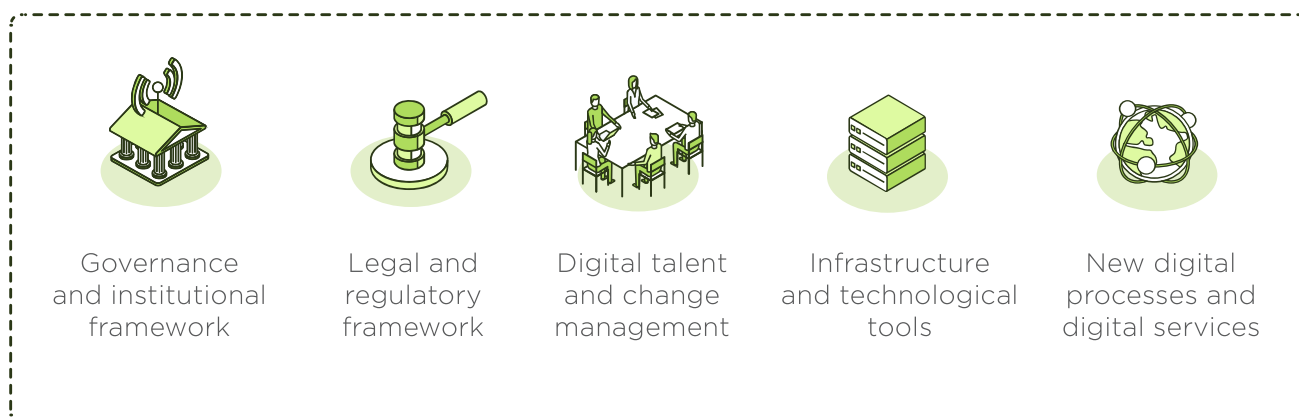 Governance
and institutional
framework
Legal and
regulatory
framework
Digital talent
and change
management
Infrastructure
and technological
tools
New digital
processes and
digital services